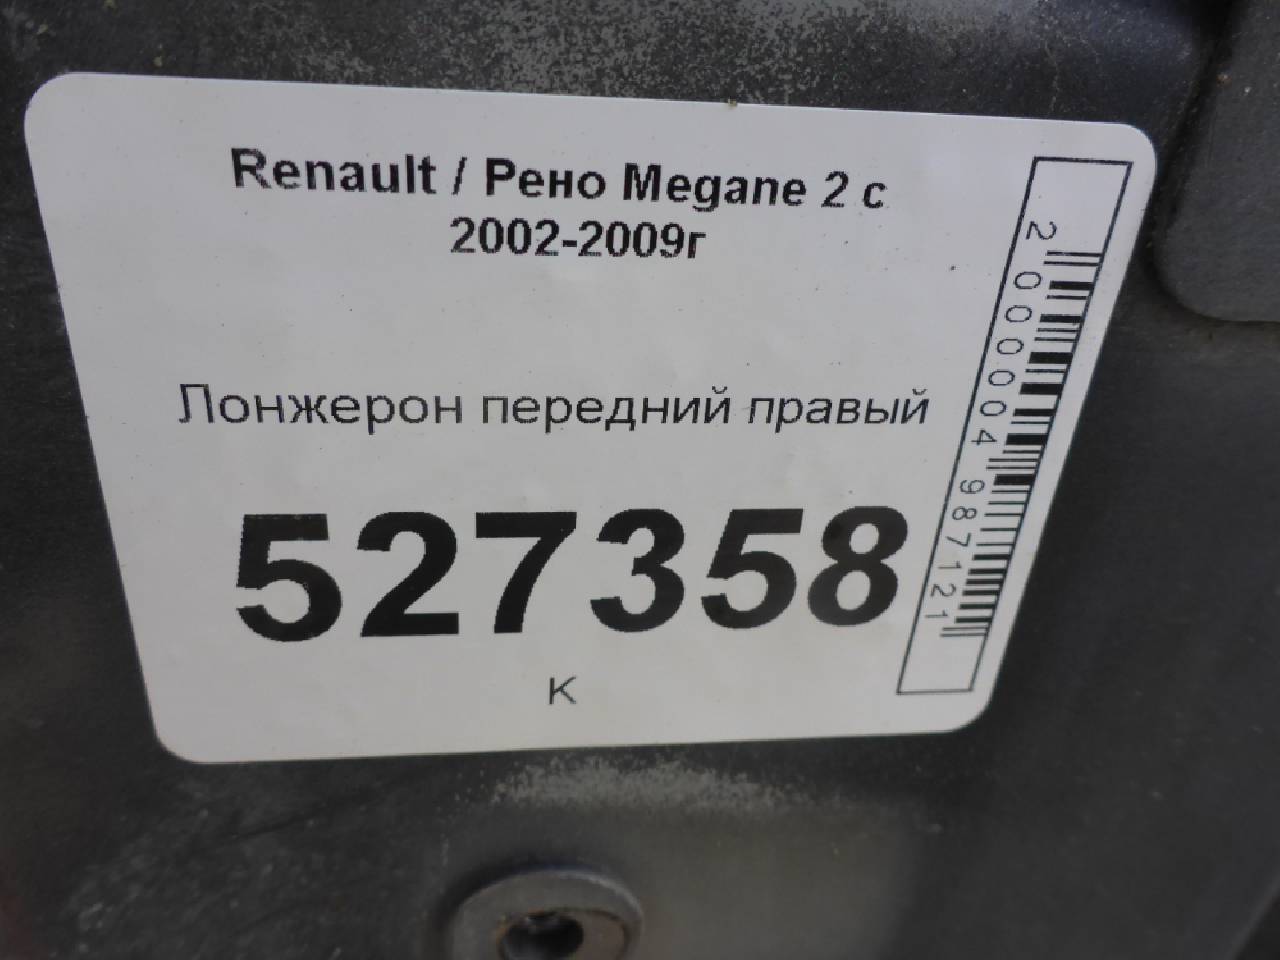 Renault / Рено Megane 2 с
2002-2009г
Лонжерон передний правый
527358
К
2 000004 987121